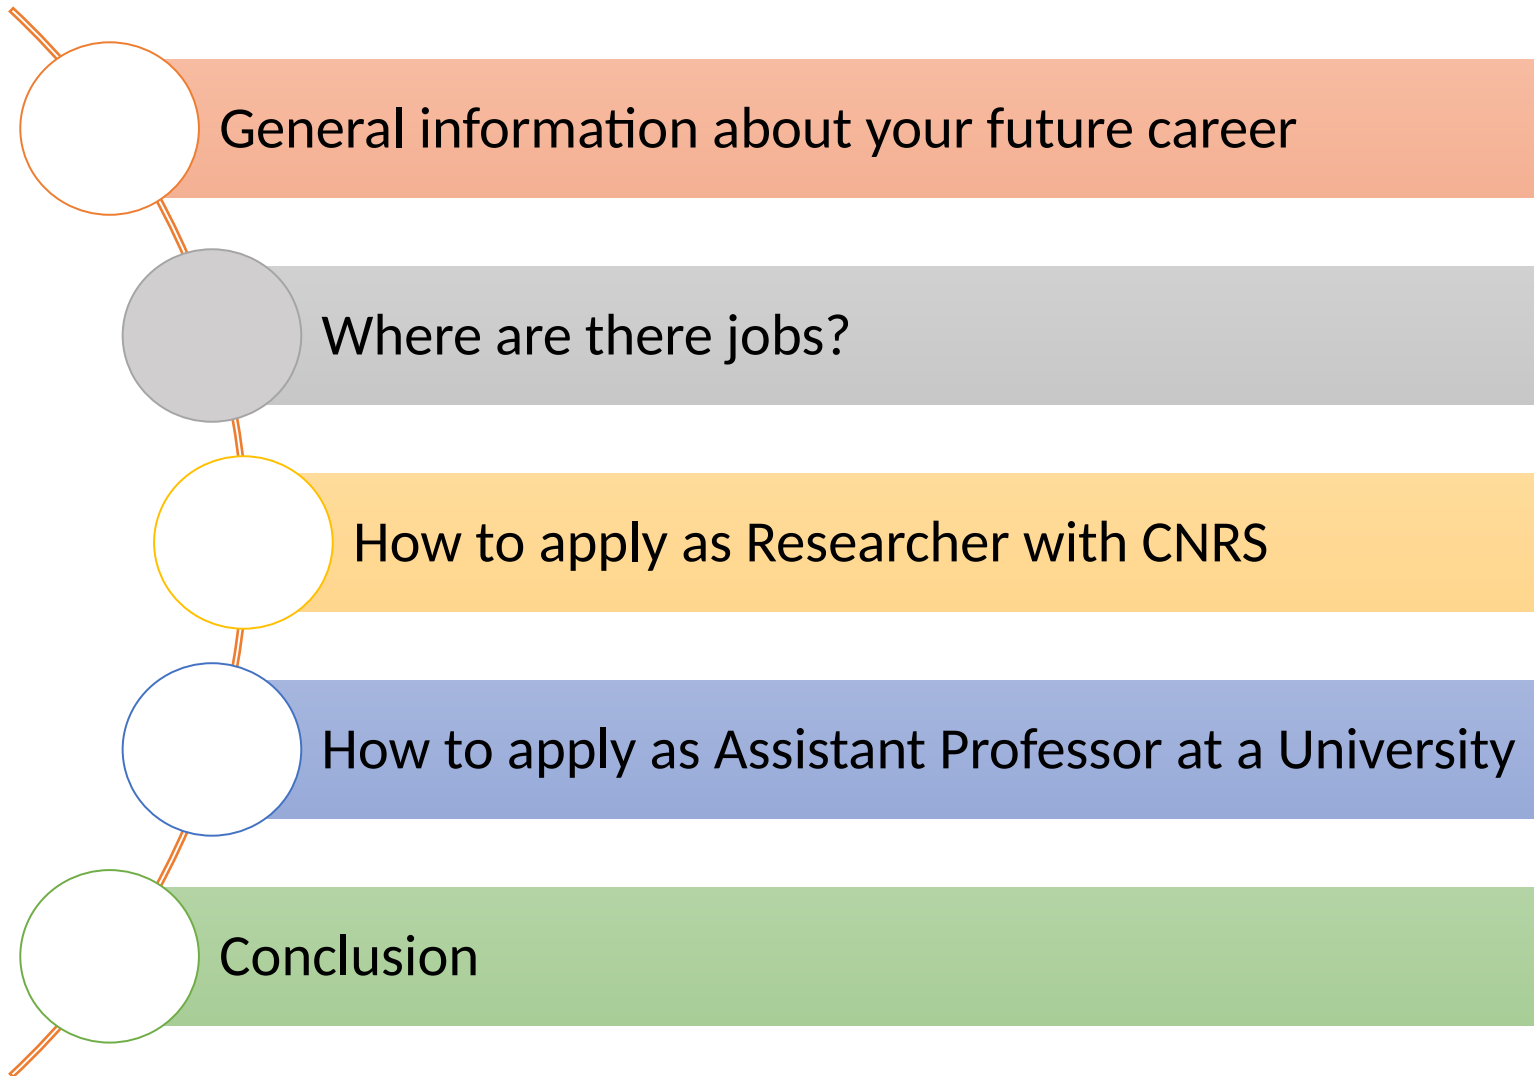 General information about your future career
Where are there jobs?
How to apply as Researcher with CNRS
How to apply as Assistant Professor at a University
Conclusion